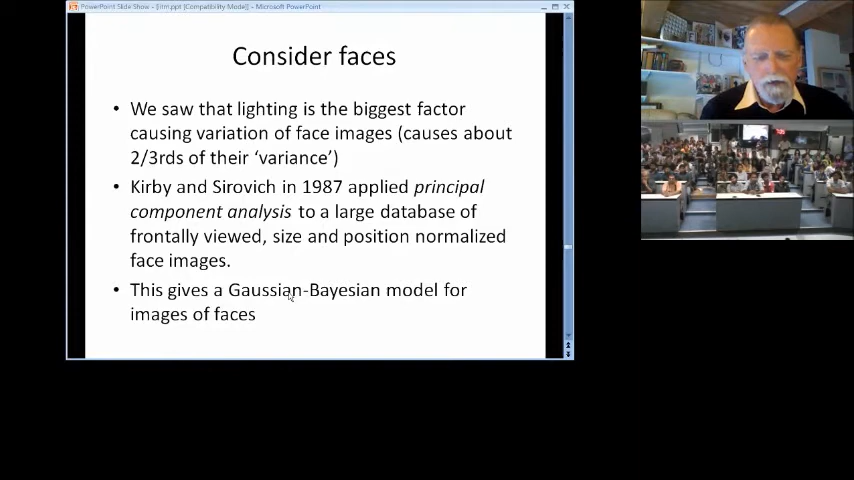 PowerPoint Slide Show - [iitm.ppt [Compatibility Mode]] - Microsoft PowerPoint
Consider faces
• We saw that lighting is the biggest factor
causing variation of face images (causes about
2/3rds of their ‘variance’)
• Kirby and Sirovich in 1987 applied principal
component analysis to a large database of
frontally viewed, size and position normalized
face images.
• This gives a Gaussian-Bayesian model for
images of faces